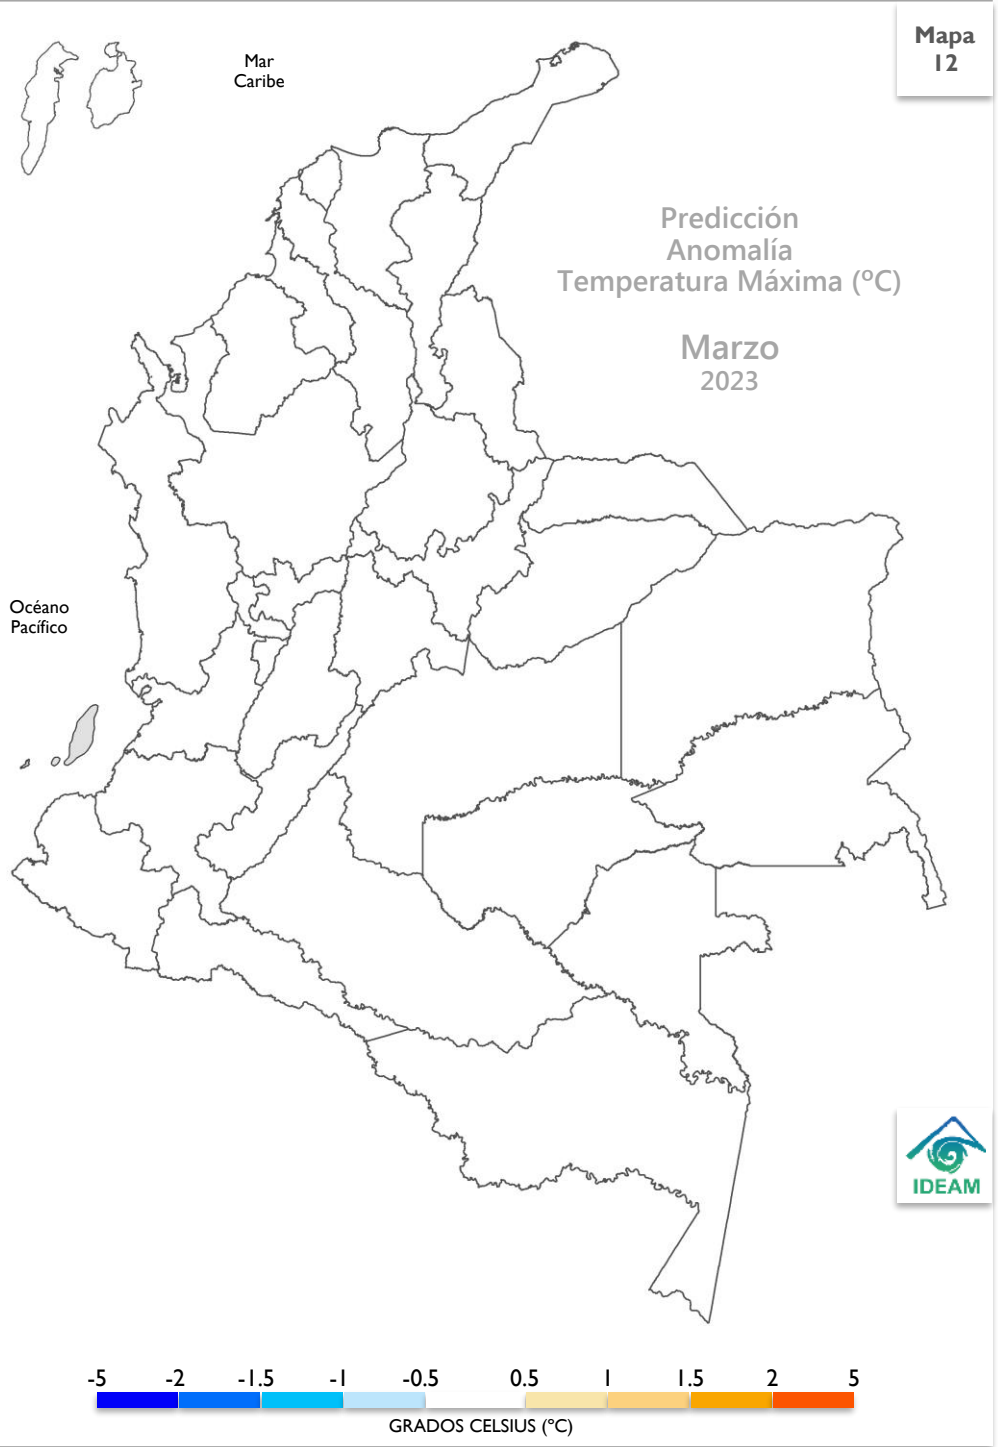 Mapa
12
Mar
Caribe
Predicción
Anomalía
Temperatura Máxima (ºC)
Marzo
2023
Océano
Pacífico
IDEAM
-5 -2 -1.5 -1 -0.5 0.5 1 1.5 2 5
GRADOS CELSIUS (ºC)